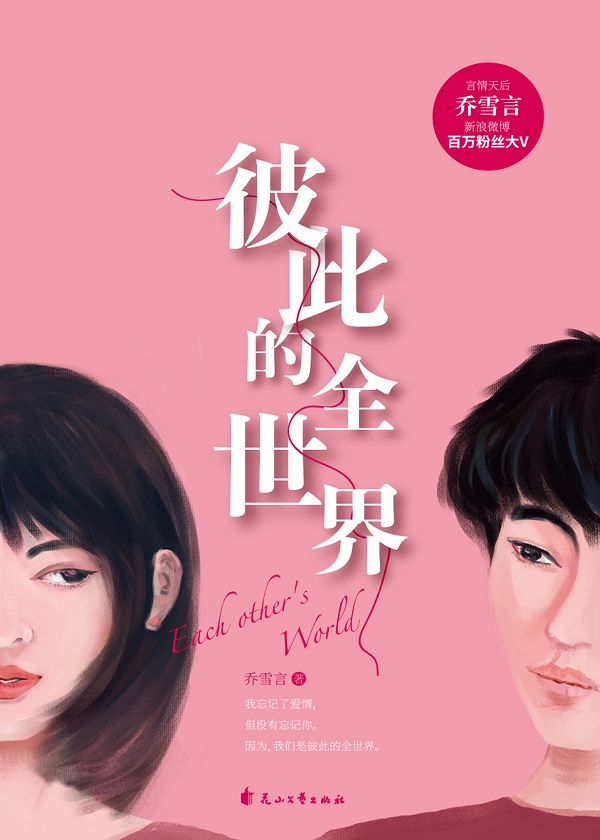 言情天后
乔雪言
新浪微博
百万粉丝大V
彼此的全世界
Each other's
World
乔雪言 著
我忘记了爱情,
但没有忘记你。
因为,我们是彼此的全世界。
花山文艺出版社